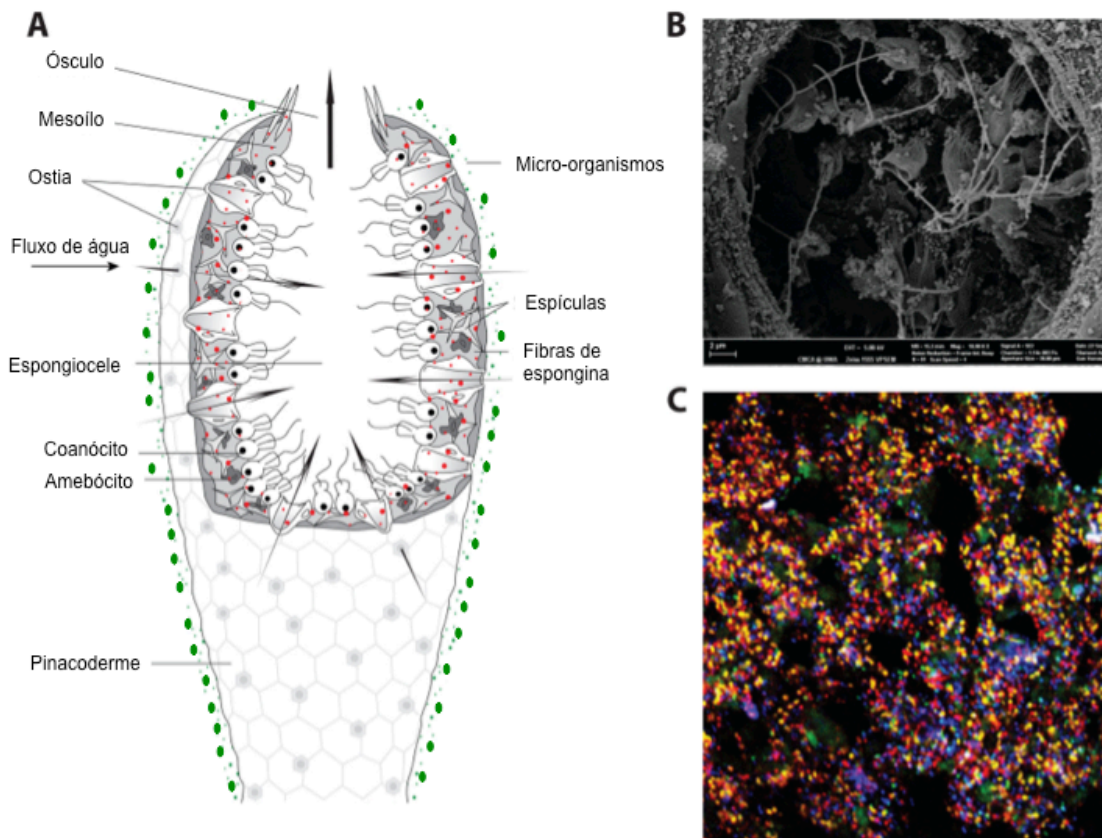 A
Ósculo
Mesoílo
Ostia
Fluxo de água
Espongiocele
Coanócito
Amebócito
Pinacoderme
Micro-organismos
Espículas
Fibras de
espongina
B
2 µm
C